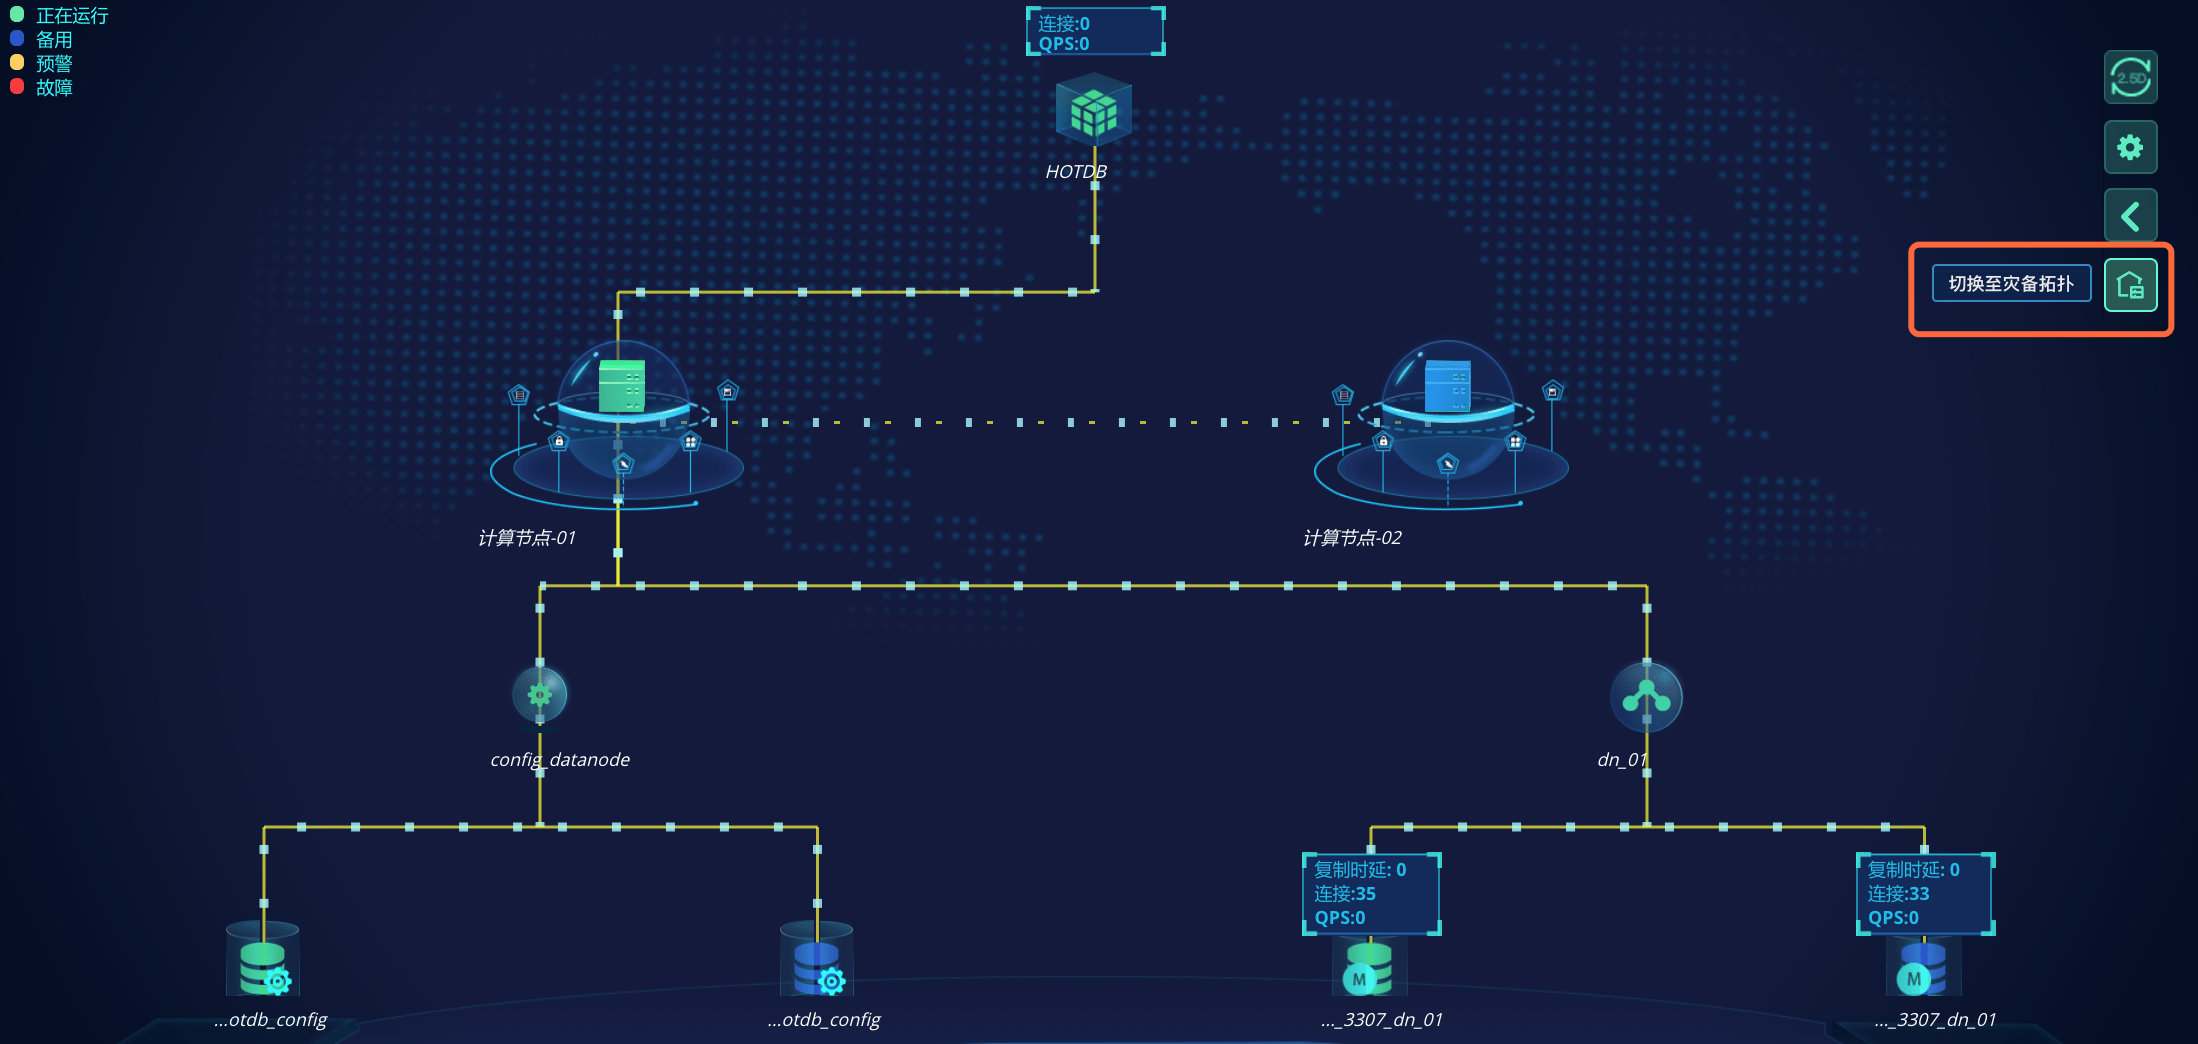 正在运行
备用
预警
故障
连接:0
QPS:0
2.5D
HOTDB
切换至灾备拓扑
计算节点-01
计算节点-02
config_datanode
dn_01
复制时延: 0
连接:35
QPS:0
复制时延: 0
连接:33
QPS:0
M
M
...otdb_config
...otdb_config
..._3307_dn_01
..._3307_dn_01